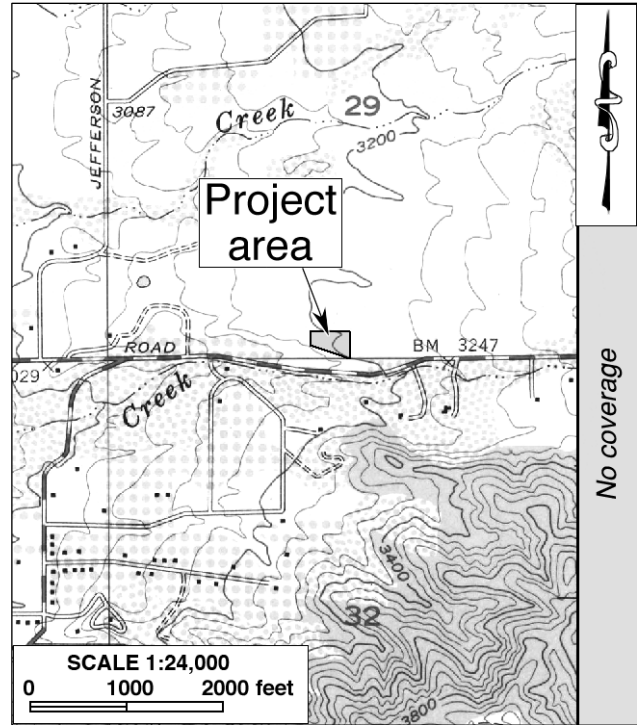 JEFFERSON
3087
Creek
29
3200
Project
area
ROAD
BM 3247
029
Creek
No coverage
3400
32
SCALE 1:24,000
0 1000 2000 feet
3800